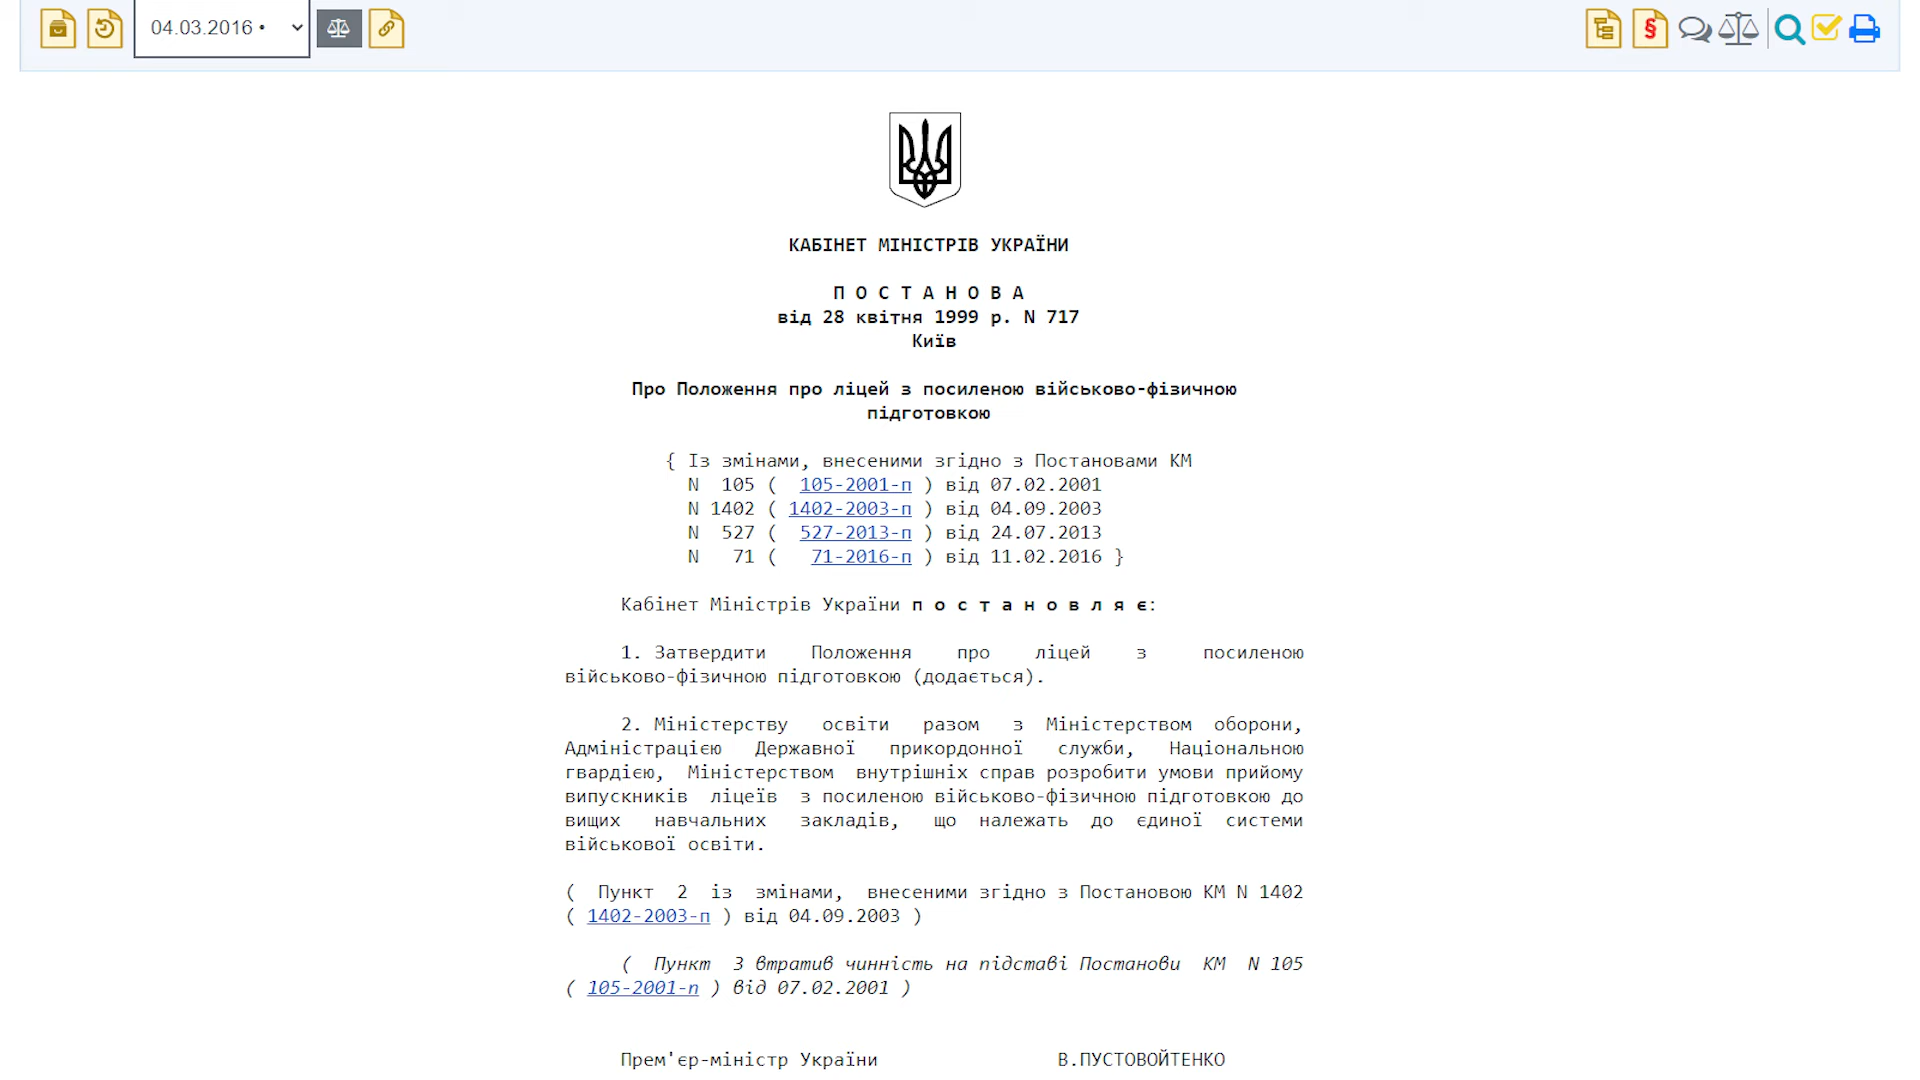 04.03.2016 •
§
КАБІНЕТ МІНІСТРІВ УКРАЇНИ
П О С Т А Н О В А
від 28 квітня 1999 р. N 717
Київ
Про Положення про ліцей з посиленою військово-фізичною
підготовкою
{ Із змінами, внесеними згідно з Постановами КМ
N 105 ( 105-2001-п ) від 07.02.2001
N 1402 ( 1402-2003-п ) від 04.09.2003
N 527 ( 527-2013-п ) від 24.07.2013
N 71 ( 71-2016-п ) від 11.02.2016 }
Кабінет Міністрів України п о с т а н о в л я є:
1. Затвердити Положення про ліцей з посиленою
військово-фізичною підготовкою (додається).
2. Міністерству освіти разом з Міністерством оборони,
Адміністрацією Державної прикордонної служби, Національною
гвардією, Міністерством внутрішніх справ розробити умови прийому
випускників ліцеїв з посиленою військово-фізичною підготовкою до
вищих навчальних закладів, що належать до єдиної системи
військової освіти.
( Пункт 2 із змінами, внесеними згідно з Постановою КМ N 1402
( 1402-2003-п ) від 04.09.2003 )
( Пункт 3 втратив чинність на підставі Постанови КМ N 105
( 105-2001-п ) від 07.02.2001 )
Прем'єр-міністр України В.ПУСТОВОЙТЕНКО